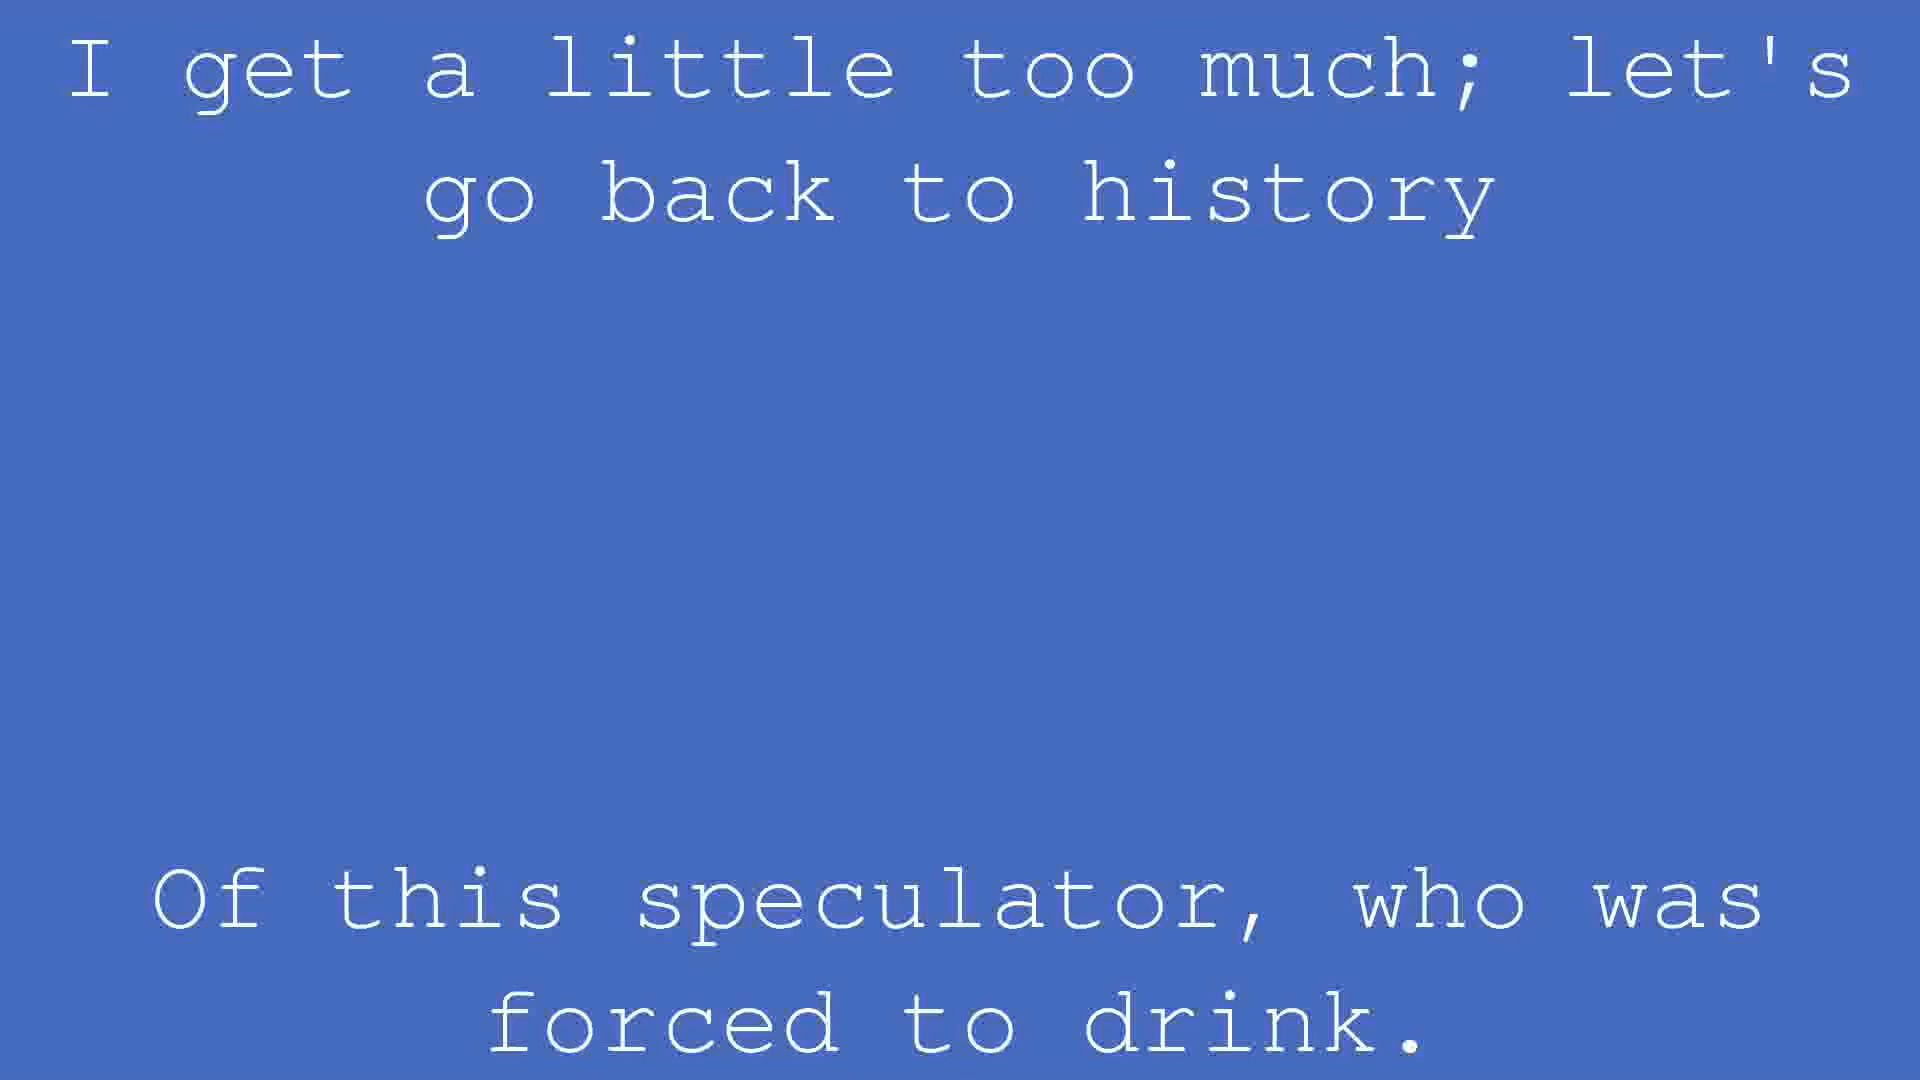 I get a little too much; let's
go back to history
Of this speculator, who was
forced to drink.